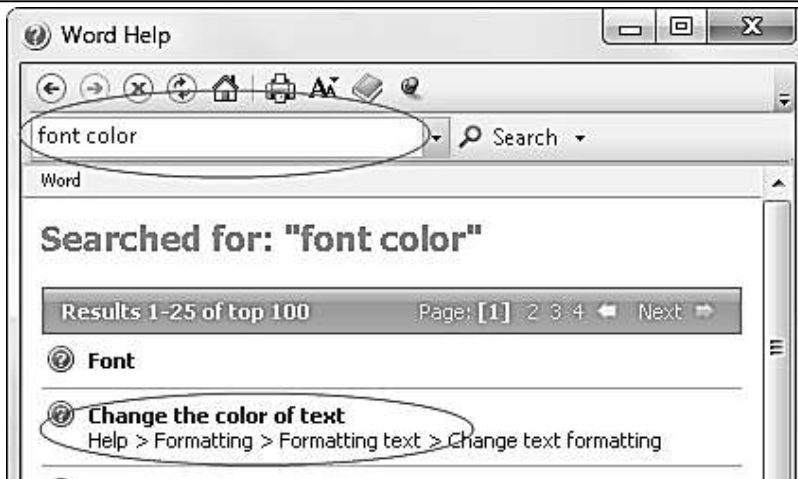 Word Help
font color
Search
Word
Searched for: "font color"
Results 1-25 of top 100 Page: [1] 2 3 4 Next
Font
Change the color of text
Help > Formatting > Formatting text > Change text formatting